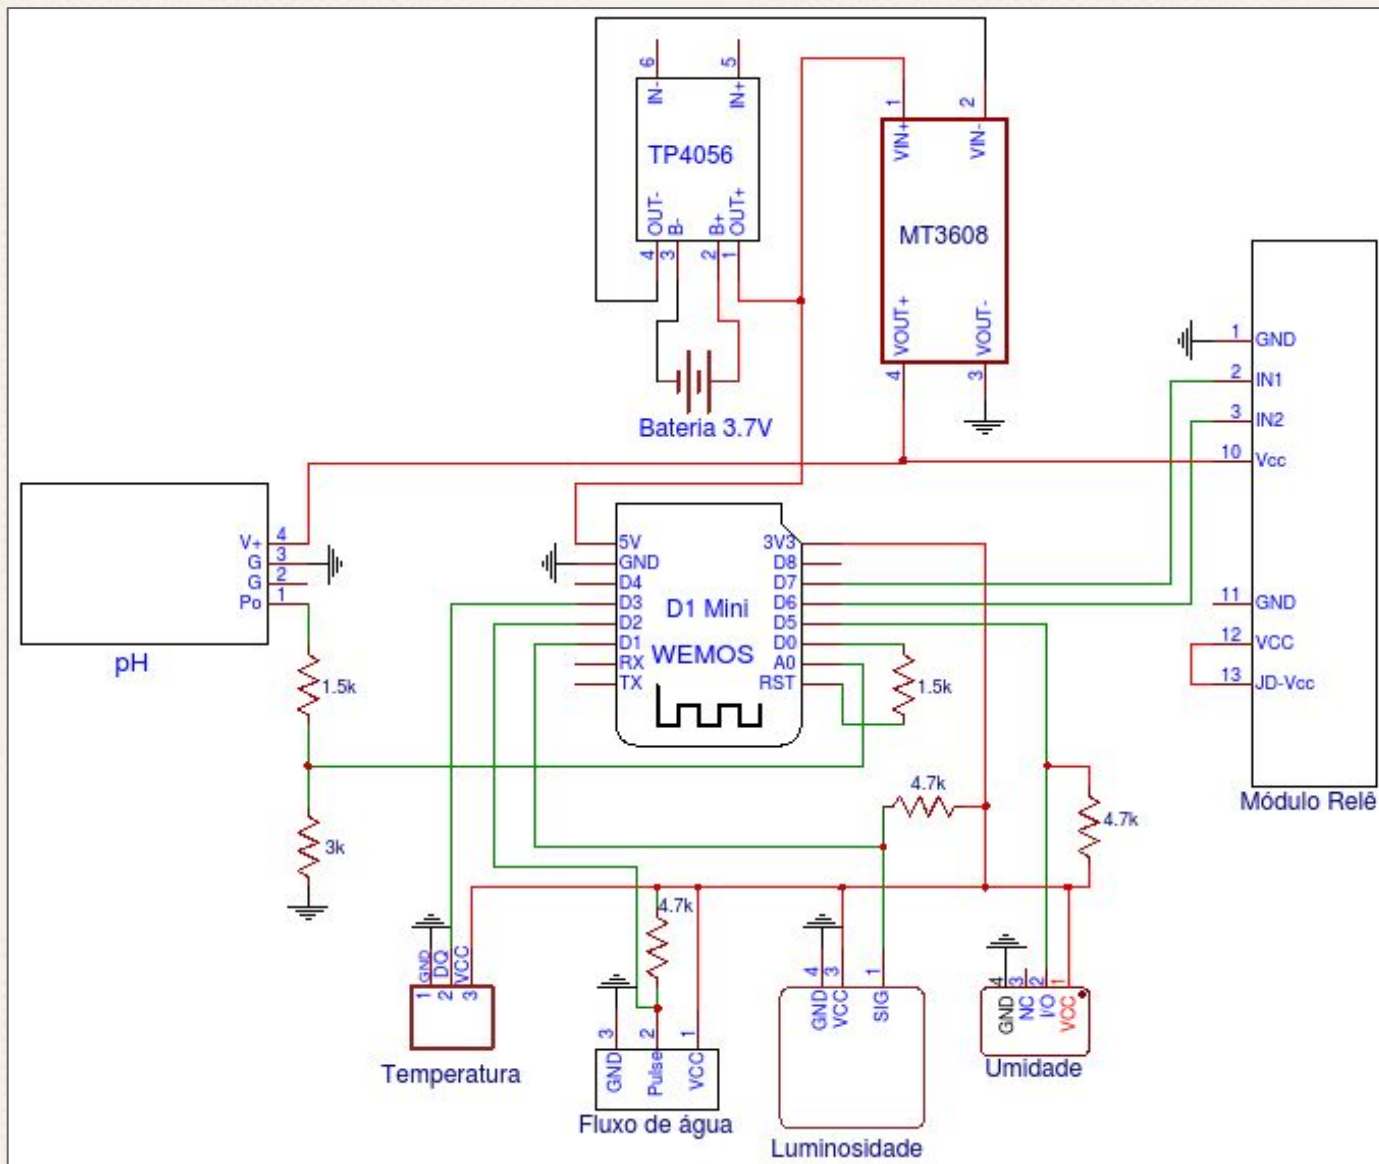 6
IN-
5
IN+
TP4056
OUT-
B-
B+
OUT+
4
3
2
1
Bateria 3.7V
1
2
VIN+
VIN-
MT3608
VOUT+
VOUT-
4
3
1
GND
2
IN1
3
IN2
10
Vcc
11
GND
12
VCC
13
JD-Vcc
Módulo Relê
V+
4
G
3
G
2
Po
1
pH
1.5k
3k
5V
GND
D4
D3
D2
D1
RX
TX
3V3
D8
D7
D6
D5
D0
A0
RST
D1 Mini
WEMOS
1.5k
4.7k
4.7k
4.7k
GND
DQ
VCC
1
2
3
Temperatura
3
2
1
GND
Pulse
VCC
Fluxo de água
4
3
1
GND
VCC
SIG
Luminosidade
4
3
2
1
GND
NC
I/O
VCC
Umidade